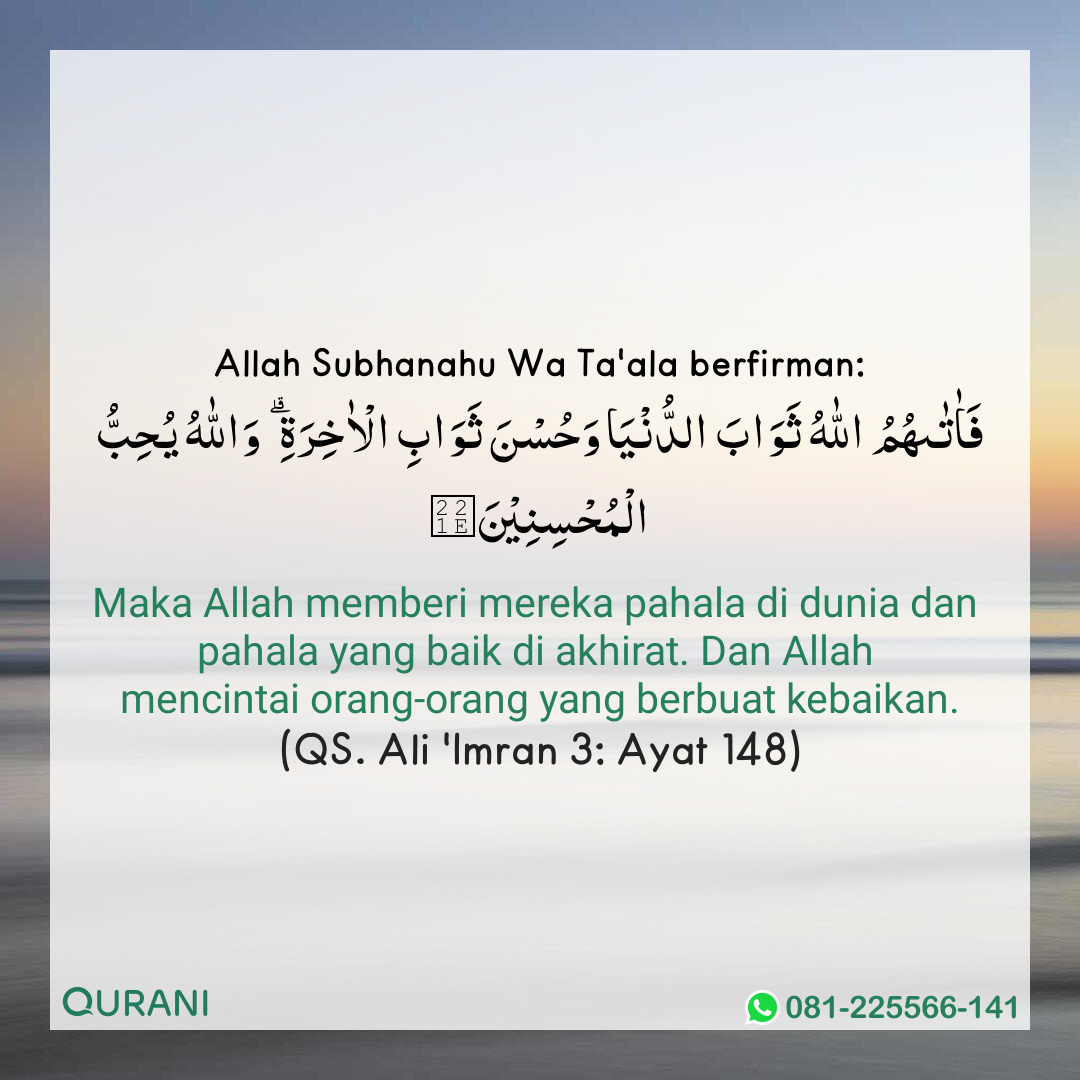 Allah Subhanahu Wa Ta'ala berfirman:
فَاٰتٰىهُمُ اللّٰهُ ثَوَابَ الدُّنْيَا وَحُسْنَ ثَوَابِ الْاٰخِرَةِ ۗ وَاللّٰهُ يُحِبُّ
الْمُحْسِنِيْنَ
Maka Allah memberi mereka pahala di dunia dan
pahala yang baik di akhirat. Dan Allah
mencintai orang-orang yang berbuat kebaikan.
(QS. Ali 'Imran 3: Ayat 148)
QURANI
081-225566-141